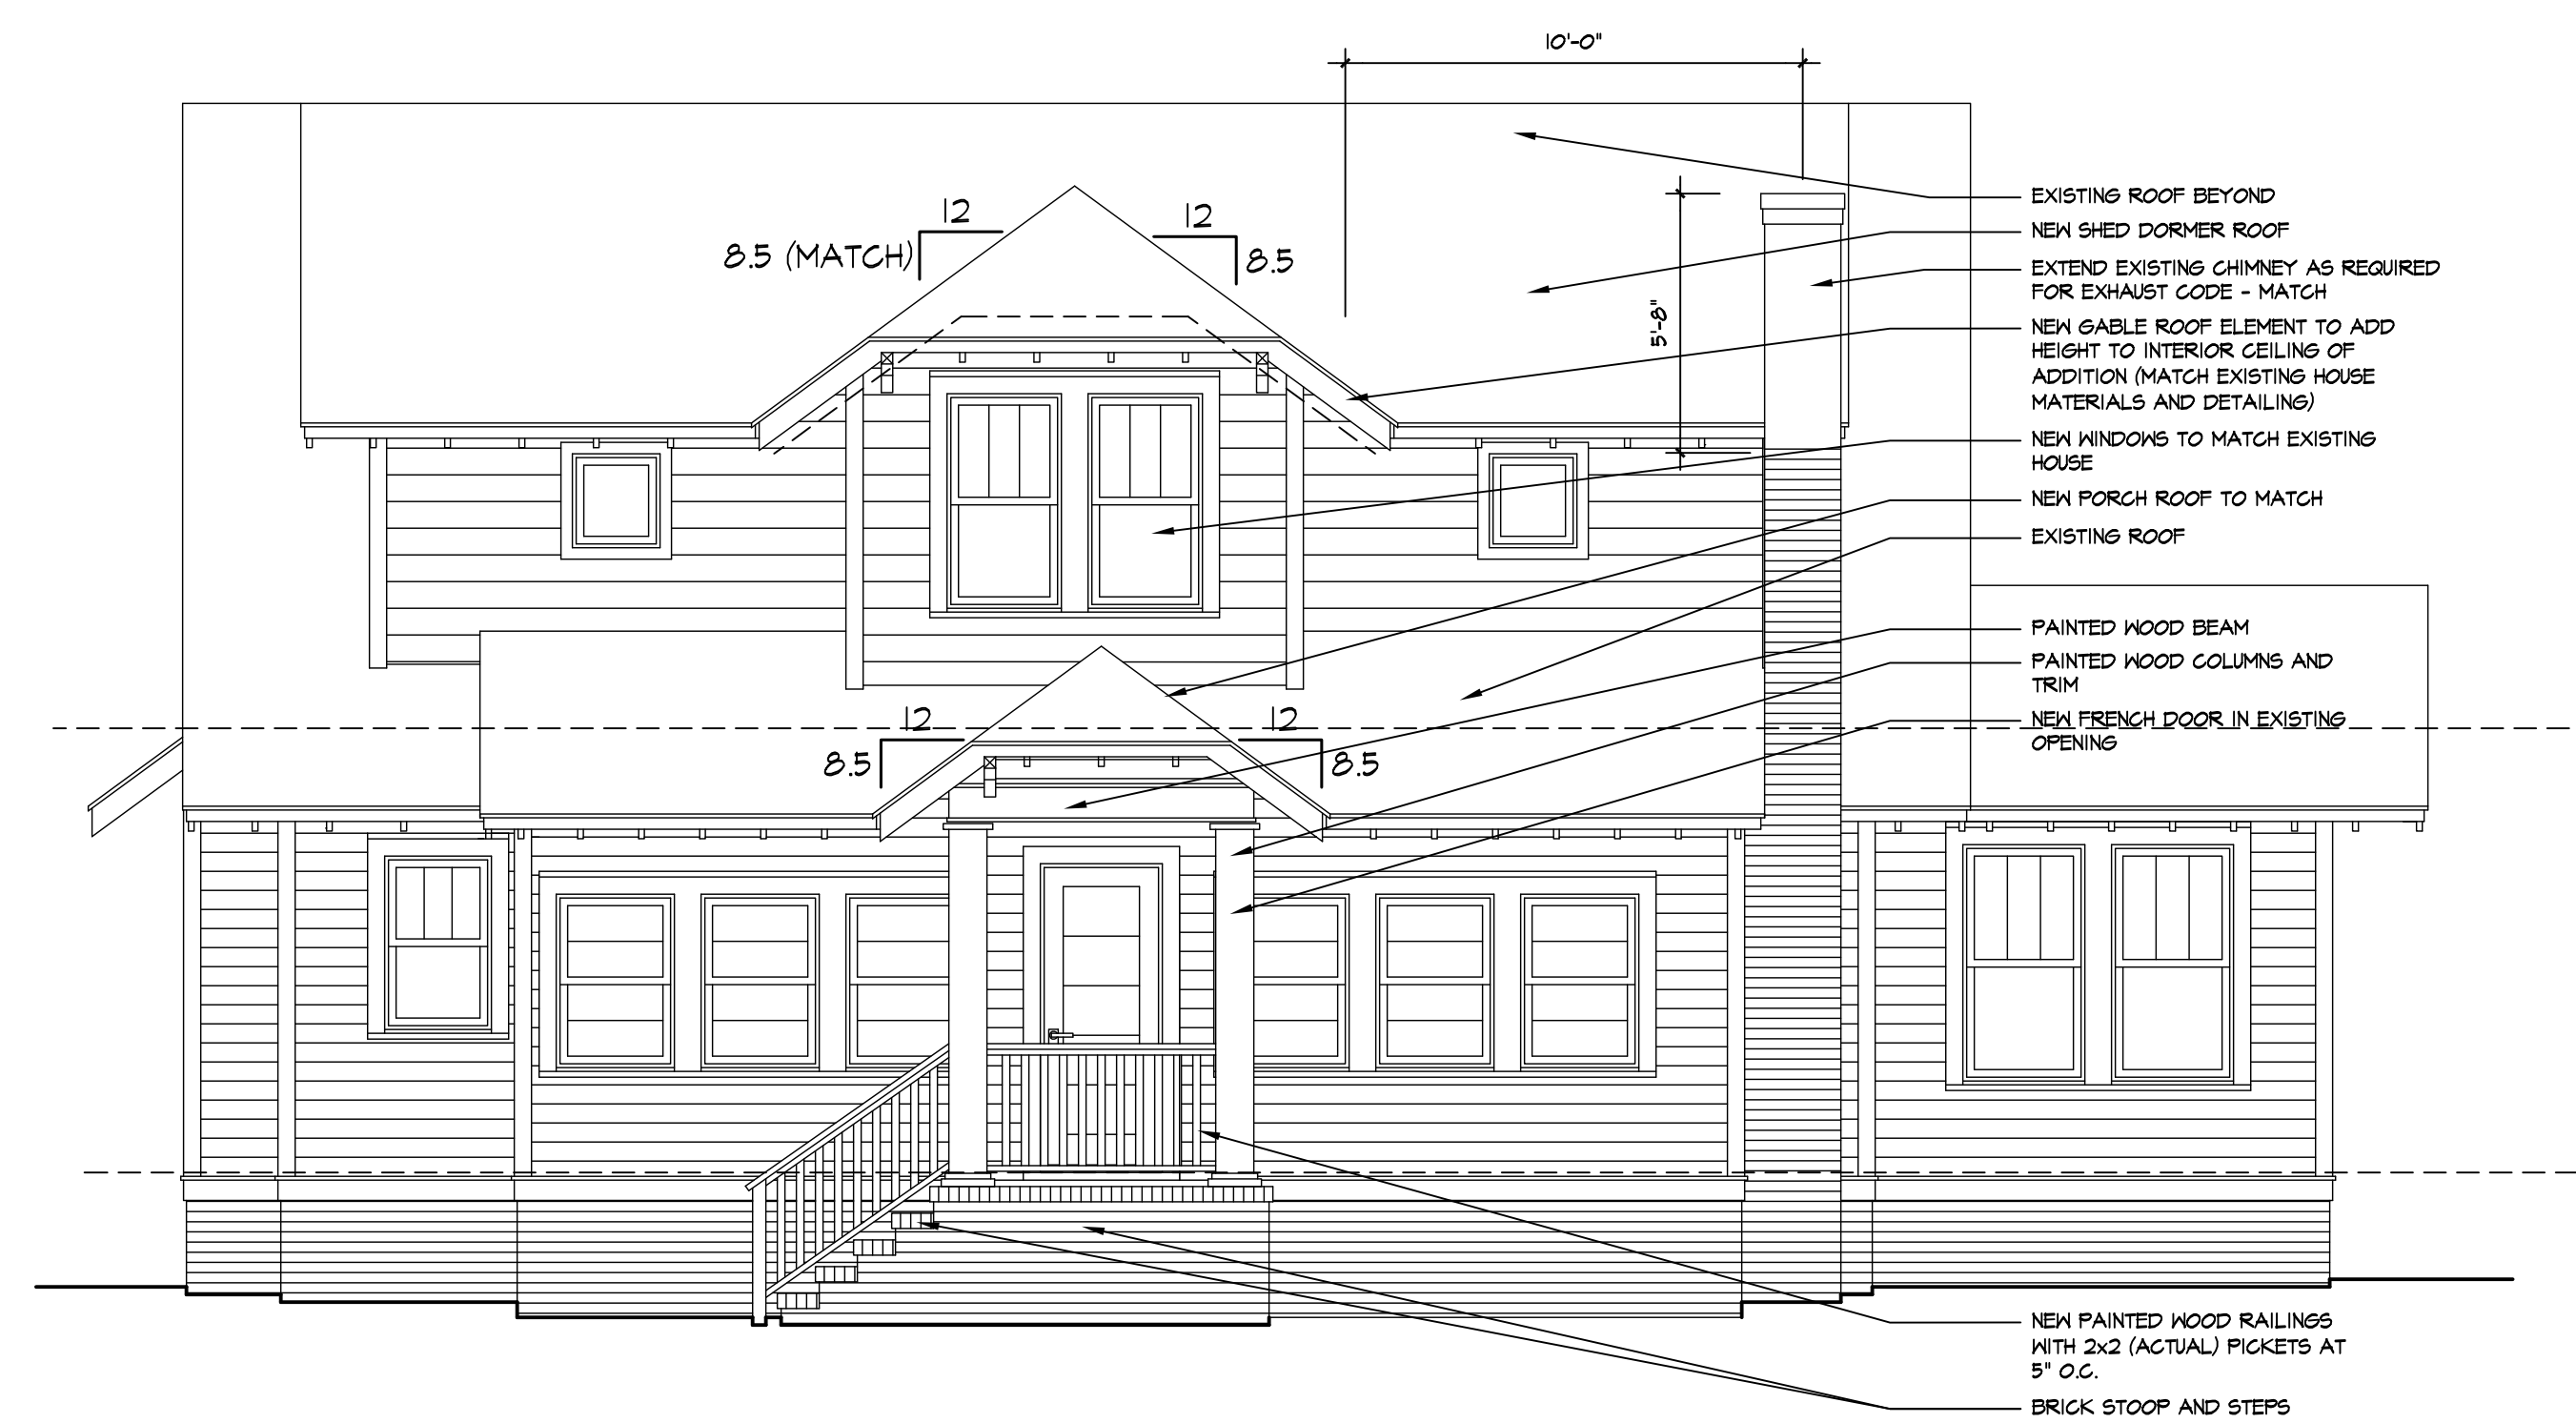 10'-0"
12
12
8.5 (MATCH)
8.5
5'-8"
EXISTING ROOF BEYOND
NEW SHED DORMER ROOF
EXTEND EXISTING CHIMNEY AS REQUIRED
FOR EXHAUST CODE - MATCH
NEW GABLE ROOF ELEMENT TO ADD
HEIGHT TO INTERIOR CEILING OF
ADDITION (MATCH EXISTING HOUSE
MATERIALS AND DETAILING)
NEW WINDOWS TO MATCH EXISTING
HOUSE
NEW PORCH ROOF TO MATCH
EXISTING ROOF
PAINTED WOOD BEAM
PAINTED WOOD COLUMNS AND
TRIM
NEW FRENCH DOOR IN EXISTING
OPENING
12
12
8.5
8.5
NEW PAINTED WOOD RAILINGS
WITH 2x2 (ACTUAL) PICKETS AT
5" O.C.
BRICK STOOP AND STEPS